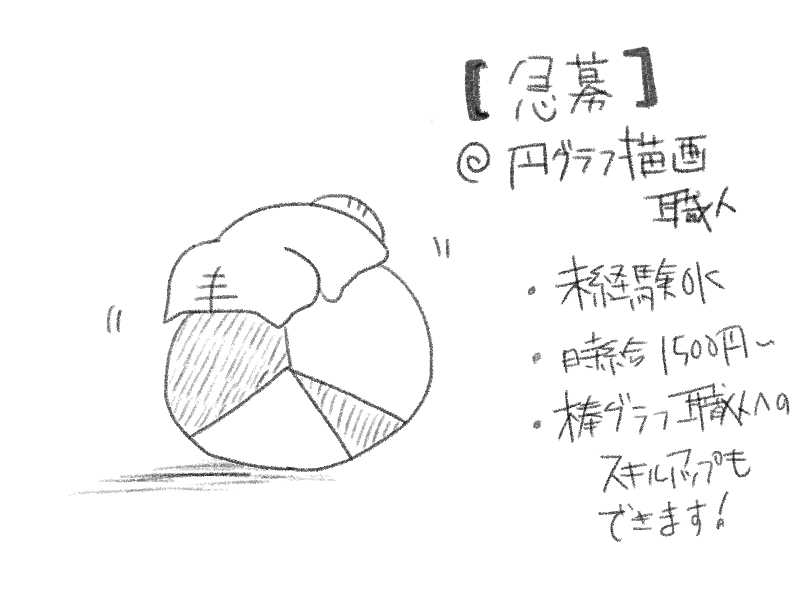 【急募】
@円グラフ描画
職人
・未経験OK
・時給1500円〜
・棒グラフ職人への
スキルアップも
できます！